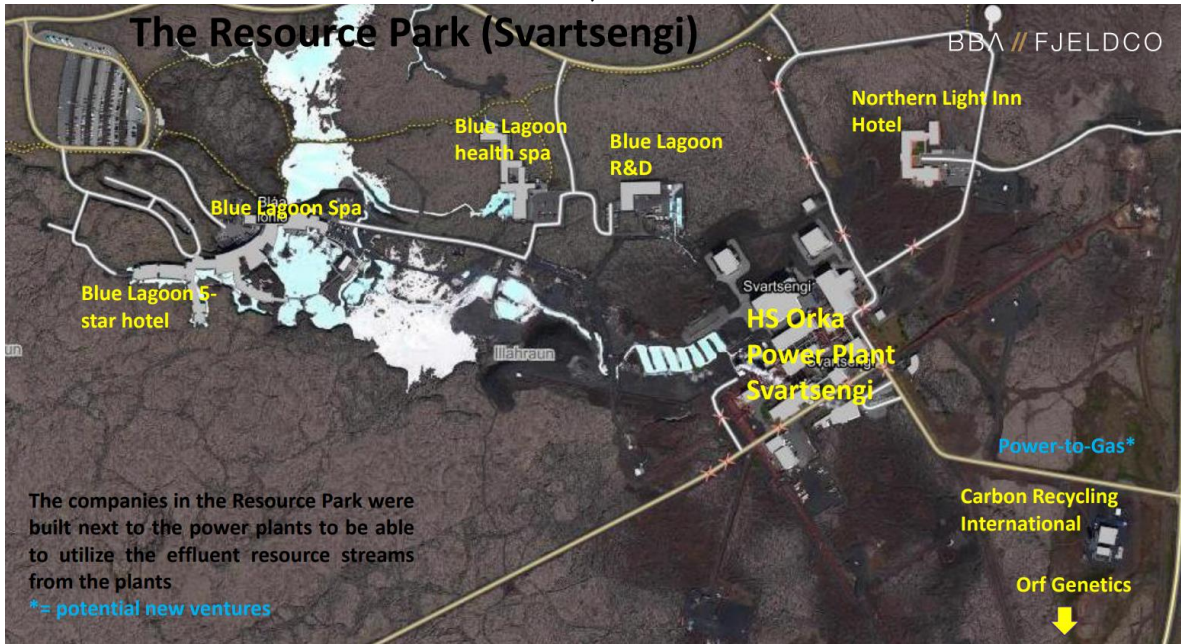 The Resource Park (Svartsengi)
BBA // FJELDCO
Northern Light Inn
Hotel
Blue Lagoon
health spa
Blue Lagoon
R&D
Blue Lagoon Spa
Blue Lagoon 5-
star hotel
Svartsengi
HS Orka
Power Plant
Svartsengi
Svartsengi
Illahraun
un
Power-to-Gas*
Carbon Recycling
International
Orf Genetics
The companies in the Resource Park were
built next to the power plants to be able
to utilize the effluent resource streams
from the plants
*= potential new ventures